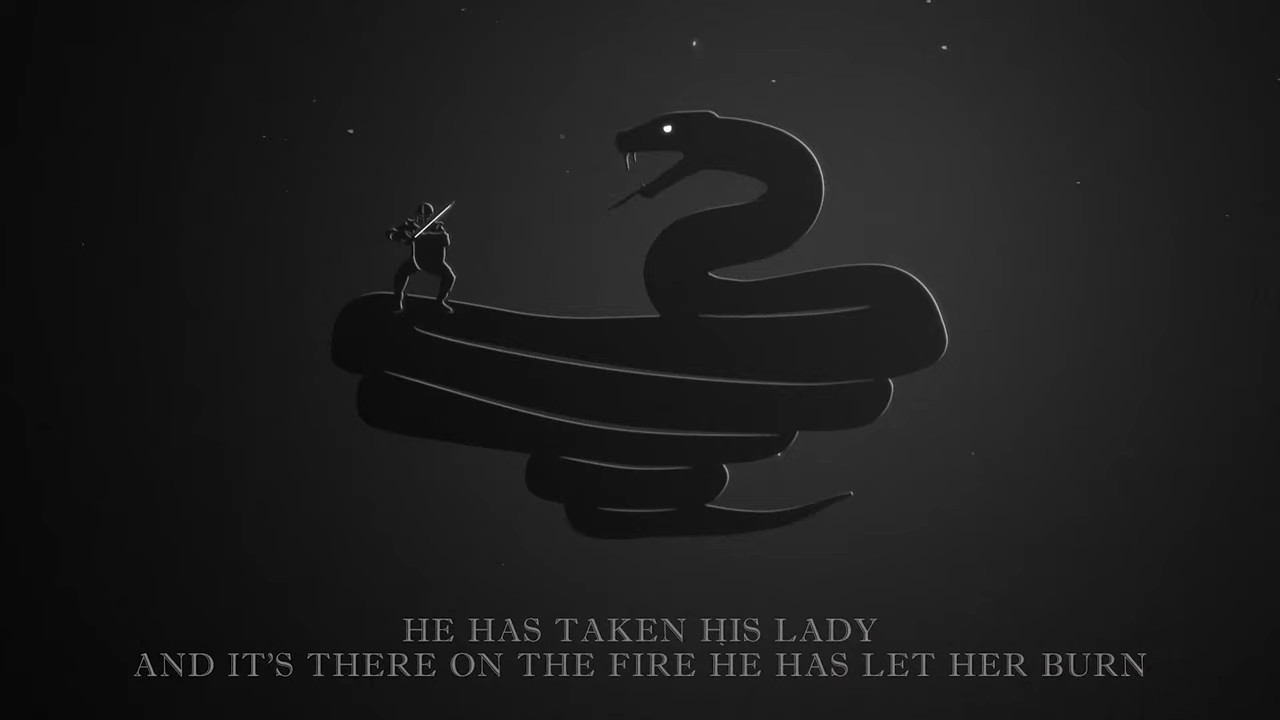 HE HAS TAKEN HIS LADY
AND IT'S THERE ON THE FIRE HE HAS LET HER BURN